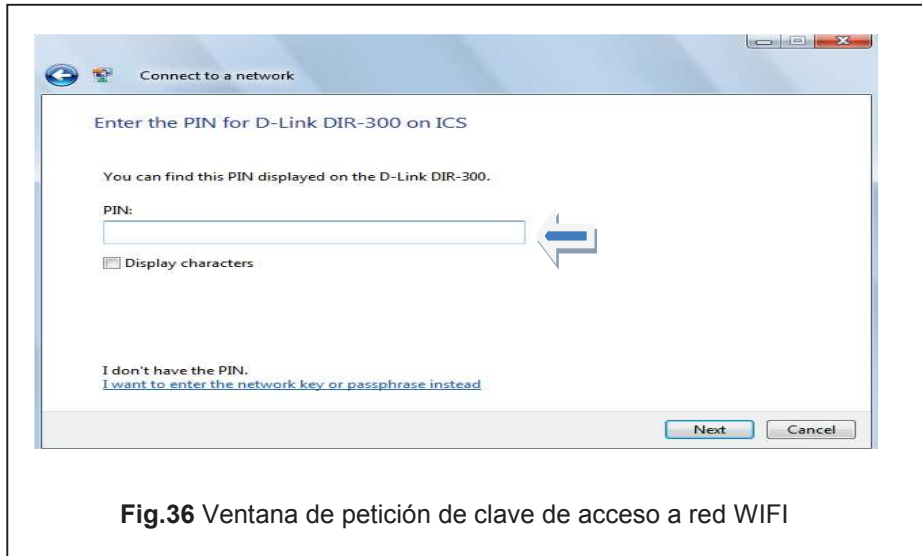 Connect to a network
Enter the PIN for D-Link DIR-300 on ICS
You can find this PIN displayed on the D-Link DIR-300.
PIN:
Display characters
I don't have the PIN.
I want to enter the network key or passphrase instead
Next Cancel
Fig.36 Ventana de petición de clave de acceso a red WIFI